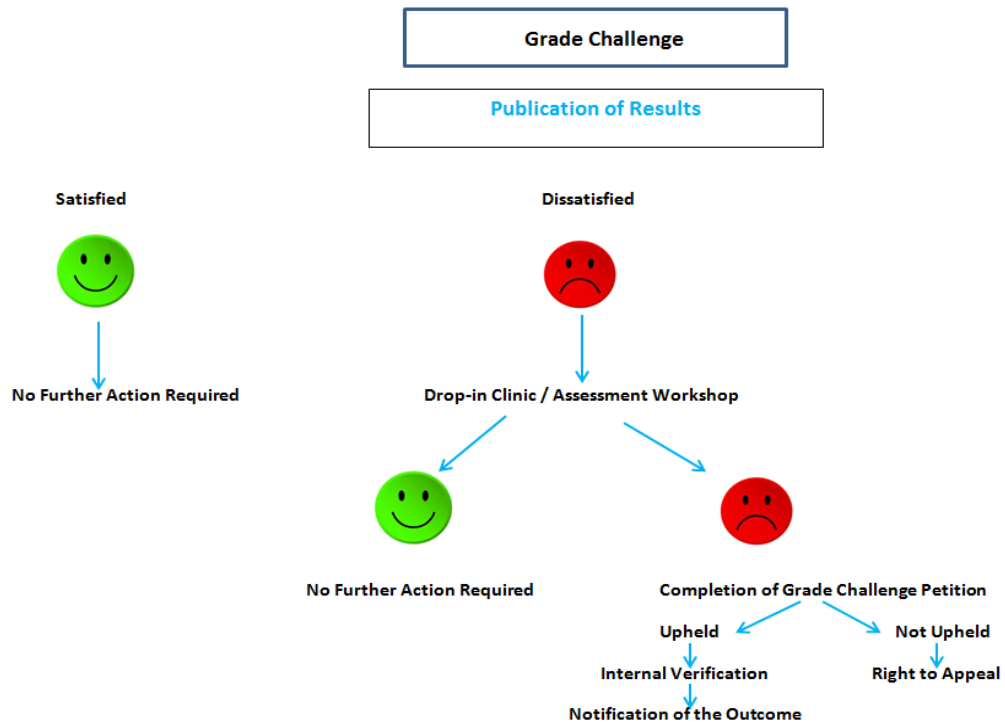 Grade Challenge
Publication of Results
Satisfied
Dissatisfied
No Further Action Required
Drop-in Clinic / Assessment Workshop
No Further Action Required
Completion of Grade Challenge Petition
Upheld
Not Upheld
Internal Verification
Right to Appeal
Notification of the Outcome